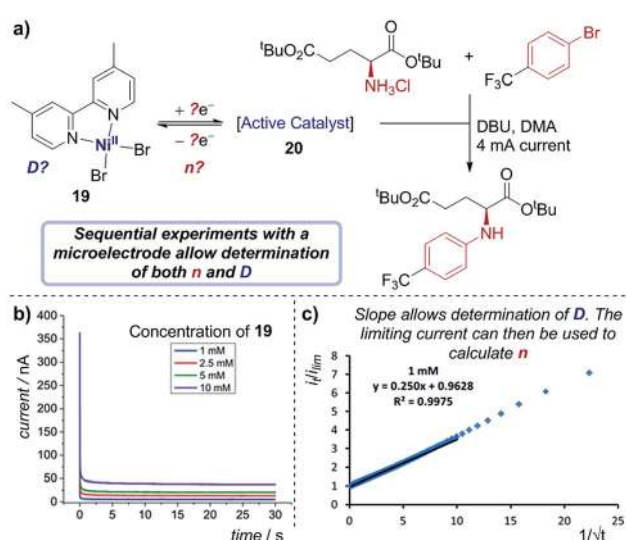 a)
ᵗBuO₂C CO₂ᵗBu
OᵗBu
NH3Cl
+
Br
F₃C
N N
Niᴵᴵ
Br
Br
D?
19
+ ?e⁻
− ?e⁻
n?
[Active Catalyst]
20
DBU, DMA
4 mA current
ᵗBuO₂C
O
OᵗBu
NH
F₃C
Sequential experiments with a
microelectrode allow determination
of both n and D
b)
Concentration of 19
1 mM
2.5 mM
5 mM
10 mM
current / nA
400
350
300
250
200
150
100
50
0
0 5 10 15 20 25 30
time / s
c)
Slope allows determination of D. The
limiting current can then be used to
calculate n
1 mM
y = 0.250x + 0.9628
R² = 0.9975
iₜ/iₗᵢₘ
8
7
6
5
4
3
2
1
0
0 5 10 15 20 25
1/√t